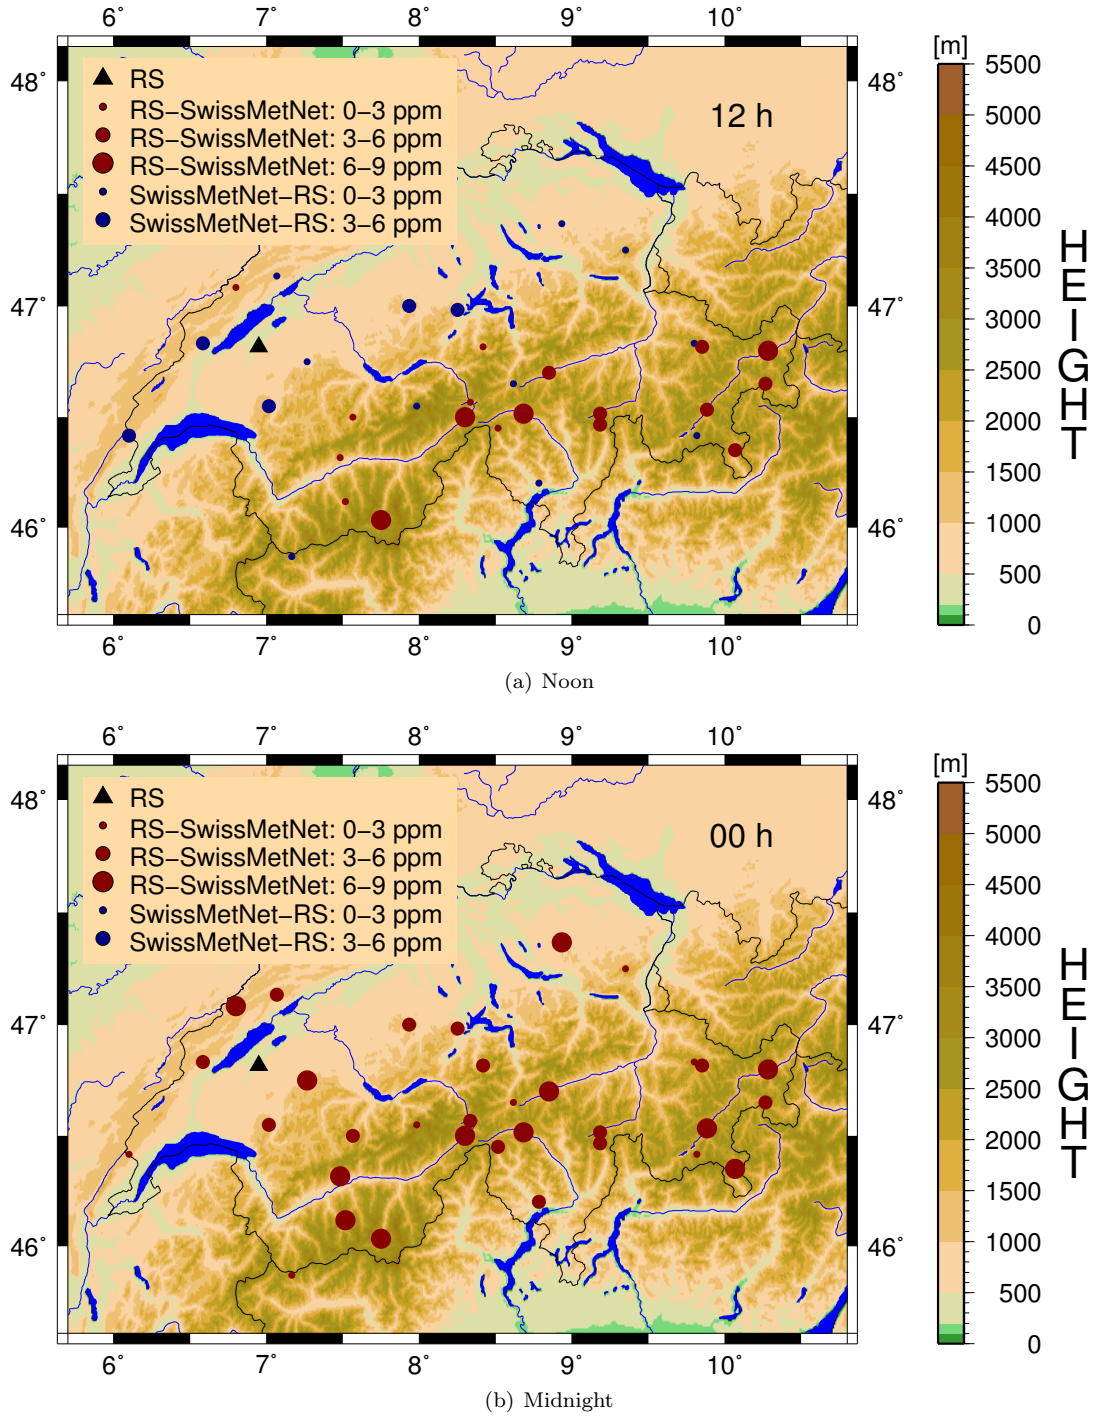 6° 7° 8° 9° 10°
[m]
48°
47°
46°
RS
RS−SwissMetNet: 0−3 ppm
RS−SwissMetNet: 3−6 ppm
RS−SwissMetNet: 6−9 ppm
SwissMetNet−RS: 0−3 ppm
SwissMetNet−RS: 3−6 ppm
12 h
48°
47°
46°
5500
5000
4500
4000
3500
3000
2500
2000
1500
1000
500
0
HEIGHT
6° 7° 8° 9° 10°
(a) Noon
6° 7° 8° 9° 10°
[m]
48°
47°
46°
RS
RS−SwissMetNet: 0−3 ppm
RS−SwissMetNet: 3−6 ppm
RS−SwissMetNet: 6−9 ppm
SwissMetNet−RS: 0−3 ppm
SwissMetNet−RS: 3−6 ppm
00 h
48°
47°
46°
5500
5000
4500
4000
3500
3000
2500
2000
1500
1000
500
0
HEIGHT
6° 7° 8° 9° 10°
(b) Midnight